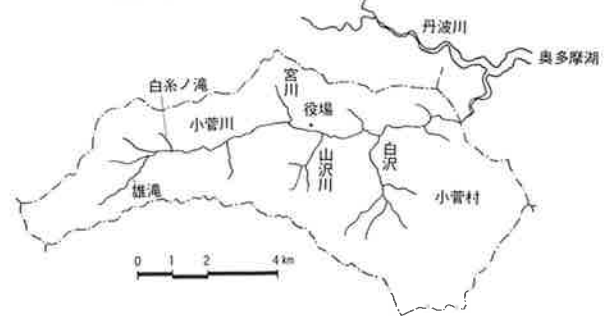 丹波川
奥多摩湖
白糸ノ滝
宮川
役場
小菅川
山沢川
白沢
雄滝
小菅村
0 1 2 4 km